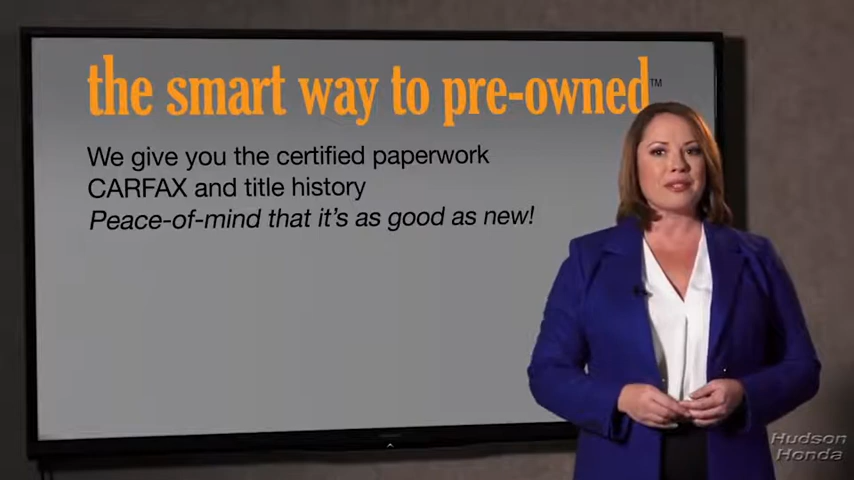 the smart way to pre-owned™
We give you the certified paperwork
CARFAX and title history
Peace-of-mind that it's as good as new!
Hudson
Honda